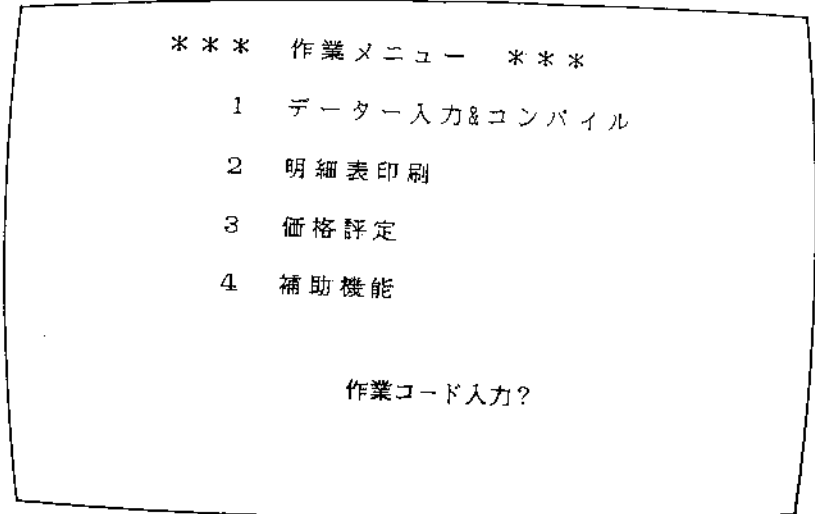 ＊＊＊ 作業メニュー ＊＊＊
1 データー入力&コンパイル
2 明細表印刷
3 価格評定
4 補助機能
作業コード入力?